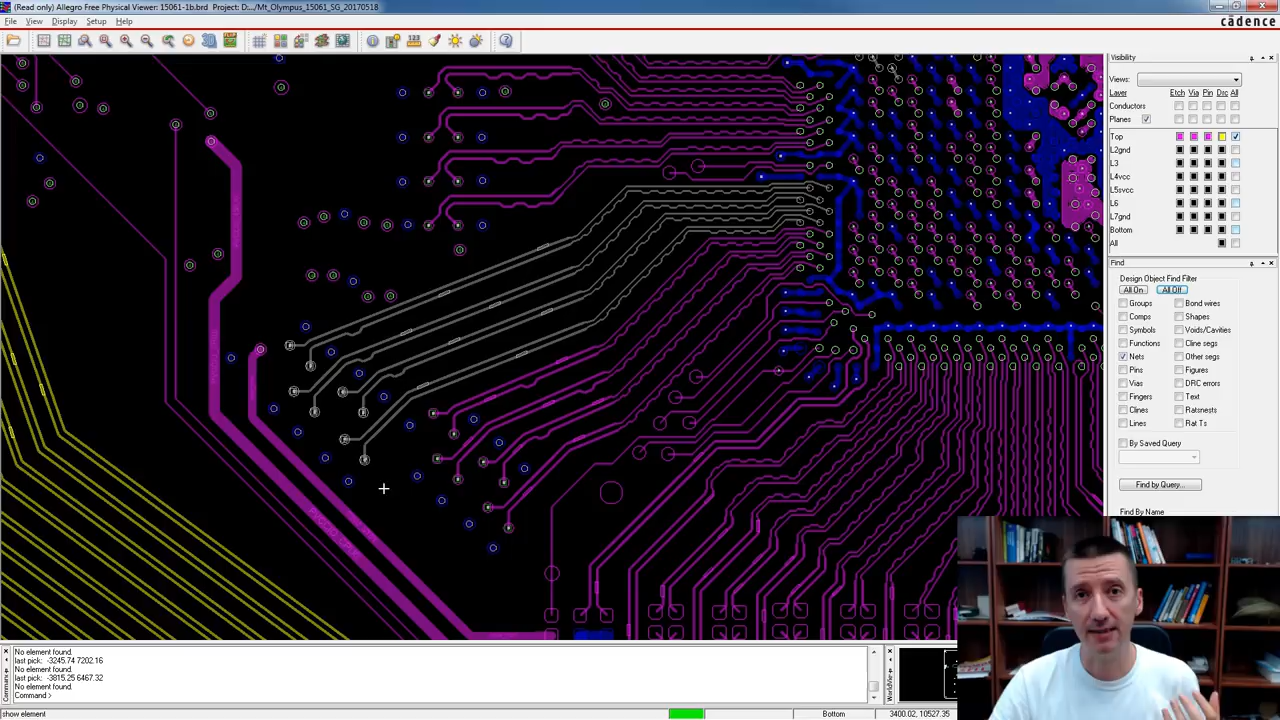 (Read only) Allegro Free Physical Viewer: 15061-1b.brd Project: D:.../Mt_Olympus_15061_SG_20170518
File View Display Setup Help
cādence
Visibility
Views:
Layer Etch Via Pin Drc All
Conductors
Planes
Top
L2gnd
L3
L4vcc
L5svcc
L6
L7gnd
Bottom
All
Find
Design Object Find Filter
All On All Off
Groups Bond wires
Comps Shapes
Symbols Voids/Cavities
Functions Cline segs
Nets Other segs
Pins Figures
Vias DRC errors
Fingers Text
Clines Ratsnests
Lines Rat Ts
By Saved Query
Find by Query...
Find By Name
No element found.
last pick: -3245.74 7202.16
No element found.
last pick: -3815.25 6467.32
No element found.
Command >
WorldView
show element
Bottom
3400.02, 10527.35